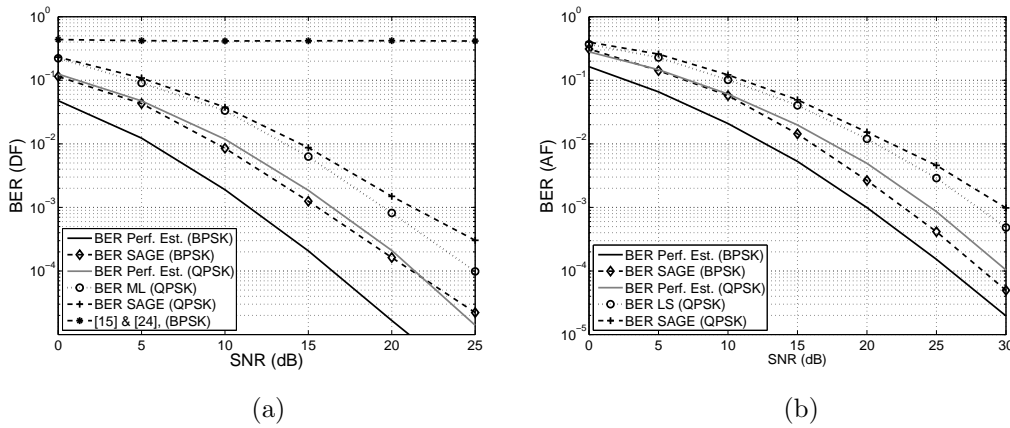 10^0
10^-1
10^-2
10^-3
10^-4
BER (DF)
0 5 10 15 20 25
SNR (dB)
BER Perf. Est. (BPSK)
BER SAGE (BPSK)
BER Perf. Est. (QPSK)
BER ML (QPSK)
BER SAGE (QPSK)
[15] & [24], (BPSK)
(a)
10^0
10^-1
10^-2
10^-3
10^-4
10^-5
BER (AF)
0 5 10 15 20 25 30
SNR (dB)
BER Perf. Est. (BPSK)
BER SAGE (BPSK)
BER Perf. Est. (QPSK)
BER LS (QPSK)
BER SAGE (QPSK)
(b)